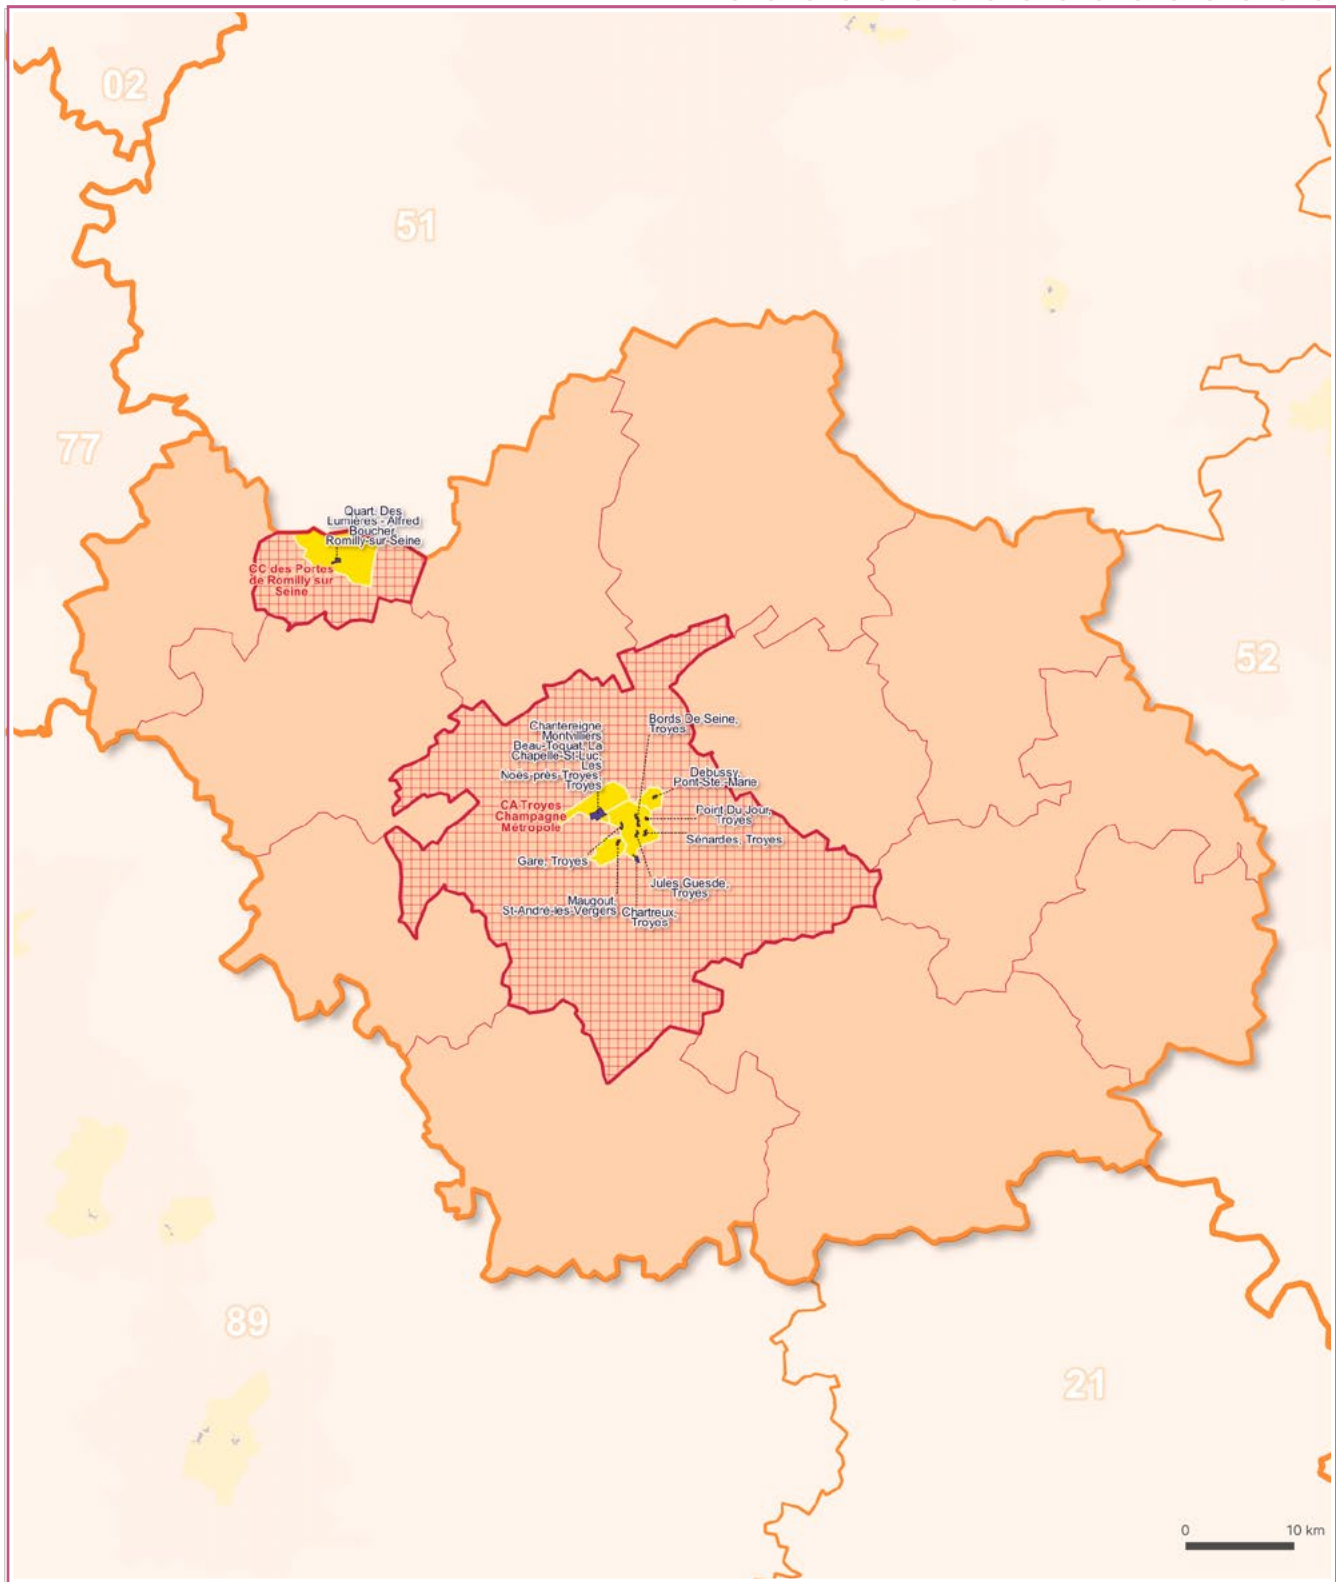 02
51
77
Quart. Des
Lumières - Alfred
Boucher,
Romilly-sur-Seine
CC des Portes
de Romilly sur
Seine
52
Chantereigne
Montvilliers
Beau-Toquat, La
Chapelle-St-Luc,
Les
Noës-près-Troyes
Troyes
Bords De Seine,
Troyes
Debussy,
Pont-Ste.-Marie
CA Troyes
Champagne
Métropole
Point Du Jour,
Troyes
Sénardes, Troyes
Gare, Troyes
Jules Guesde,
Troyes
Maugout,
St-André-les-Vergers
Chartreux,
Troyes
89
21
0 10 km